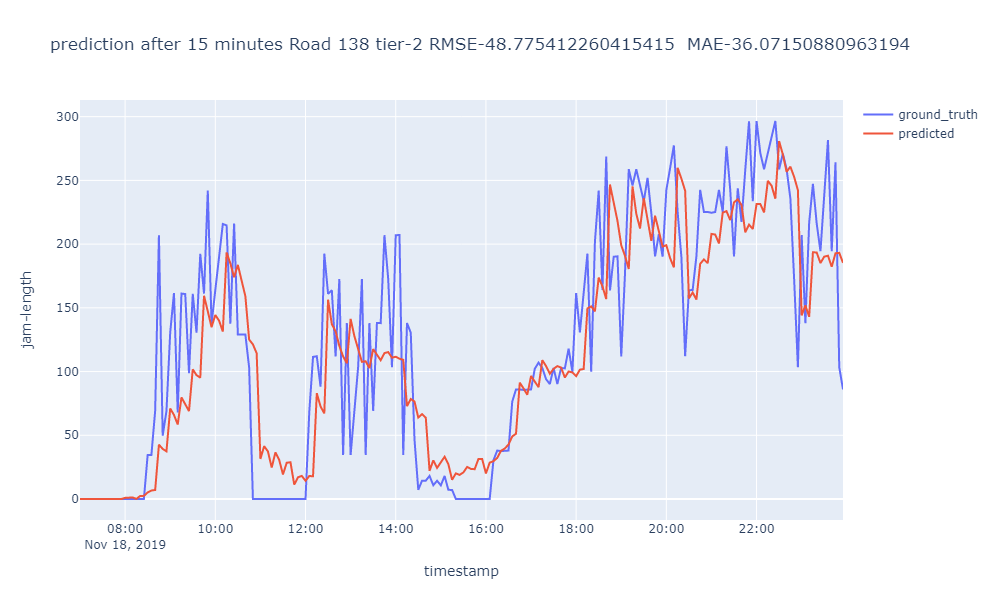 prediction after 15 minutes Road 138 tier-2 RMSE-48.775412260415415 MAE-36.07150880963194
ground_truth
predicted
300
250
200
150
100
50
0
jam-length
08:00 10:00 12:00 14:00 16:00 18:00 20:00 22:00
Nov 18, 2019
timestamp